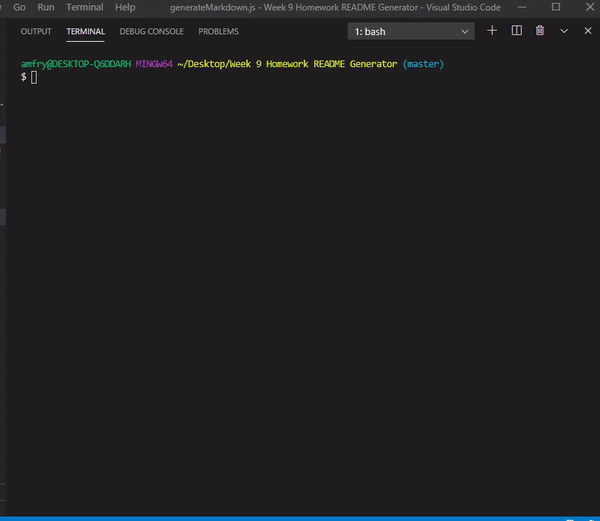 Go Run Terminal Help generateMarkdown.js - Week 9 Homework README Generator - Visual Studio Code
OUTPUT TERMINAL DEBUG CONSOLE PROBLEMS 1: bash
amfry@DESKTOP-Q6DDARH MINGW64 ~/Desktop/Week 9 Homework README Generator (master)
$